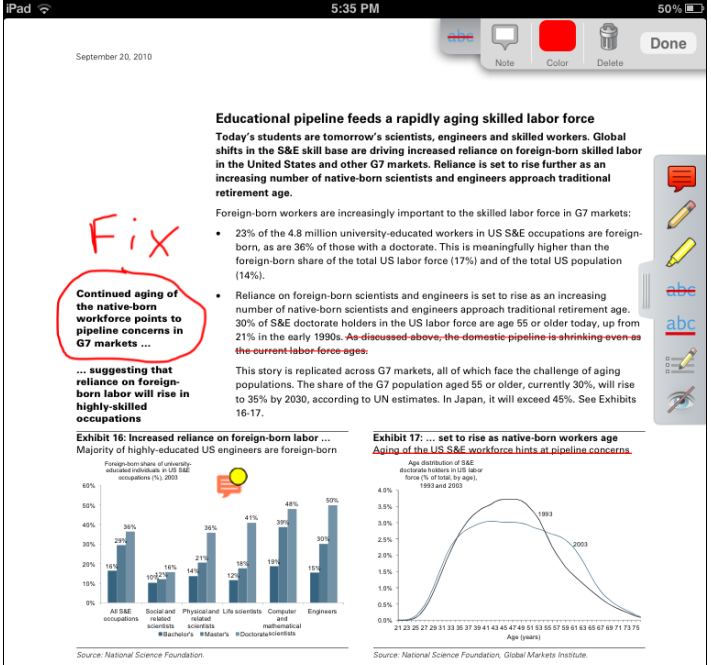 iPad 5:35 PM 50%
abc Note Color Delete Done
September 20, 2010
Educational pipeline feeds a rapidly aging skilled labor force
Today's students are tomorrow's scientists, engineers and skilled workers. Global
shifts in the S&E skill base are driving increased reliance on foreign-born skilled labor
in the United States and other G7 markets. Reliance is set to rise further as an
increasing number of native-born scientists and engineers approach traditional
retirement age.
Foreign-born workers are increasingly important to the skilled labor force in G7 markets:
• 23% of the 4.8 million university-educated workers in US S&E occupations are foreign-
born, as are 36% of those with a doctorate. This is meaningfully higher than the
foreign-born share of the total US labor force (17%) and of the total US population
(14%).
Fix
Continued aging of
the native-born
workforce points to
pipeline concerns in
G7 markets ...
• Reliance on foreign-born scientists and engineers is set to rise as an increasing
number of native-born scientists and engineers approach traditional retirement age.
30% of S&E doctorate holders in the US labor force are age 55 or older today, up from
21% in the early 1990s. As discussed above, the domestic pipeline is shrinking even as
the current labor force ages.
abc
abc
... suggesting that
reliance on foreign-
born labor will rise in
highly-skilled
occupations
This story is replicated across G7 markets, all of which face the challenge of aging
populations. The share of the G7 population aged 55 or older, currently 30%, will rise
to 35% by 2030, according to UN estimates. In Japan, it will exceed 45%. See Exhibits
16-17.
Exhibit 16: Increased reliance on foreign-born labor ...
Majority of highly-educated US engineers are foreign-born
Foreign-born share of university-
educated individuals in US S&E
occupations (%), 2003
60%
50%
40%
30%
20%
10%
0%
16% 29% 36%
10% 12% 16%
14% 21% 36%
12% 18% 41%
19% 39% 48%
15% 30% 50%
All S&E
occupations
Social and
related
scientists
Physical and
related
scientists
Life scientists
Computer
and
mathematical
scientists
Engineers
Bachelor's Master's Doctorate
Source: National Science Foundation.
Exhibit 17: ... set to rise as native-born workers age
Aging of the US S&E workforce hints at pipeline concerns
Age distribution of S&E
doctorate holders in US labor
force (% of total, by age),
1993 and 2003
4.0%
3.5%
3.0%
2.5%
2.0%
1.5%
1.0%
0.5%
0.0%
1993
2003
21 23 25 27 29 31 33 35 37 39 41 43 45 47 49 51 53 55 57 59 61 63 65 67 69 71 73 75
Age (years)
Source: National Science Foundation, Global Markets Institute.